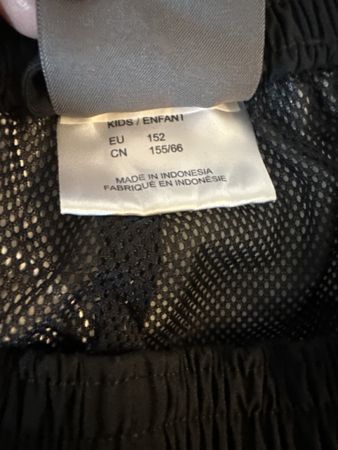 KIDS / ENFANT
EU 152
CN 155/66
MADE IN INDONESIA
FABRIQUÉ EN INDONÉSIE